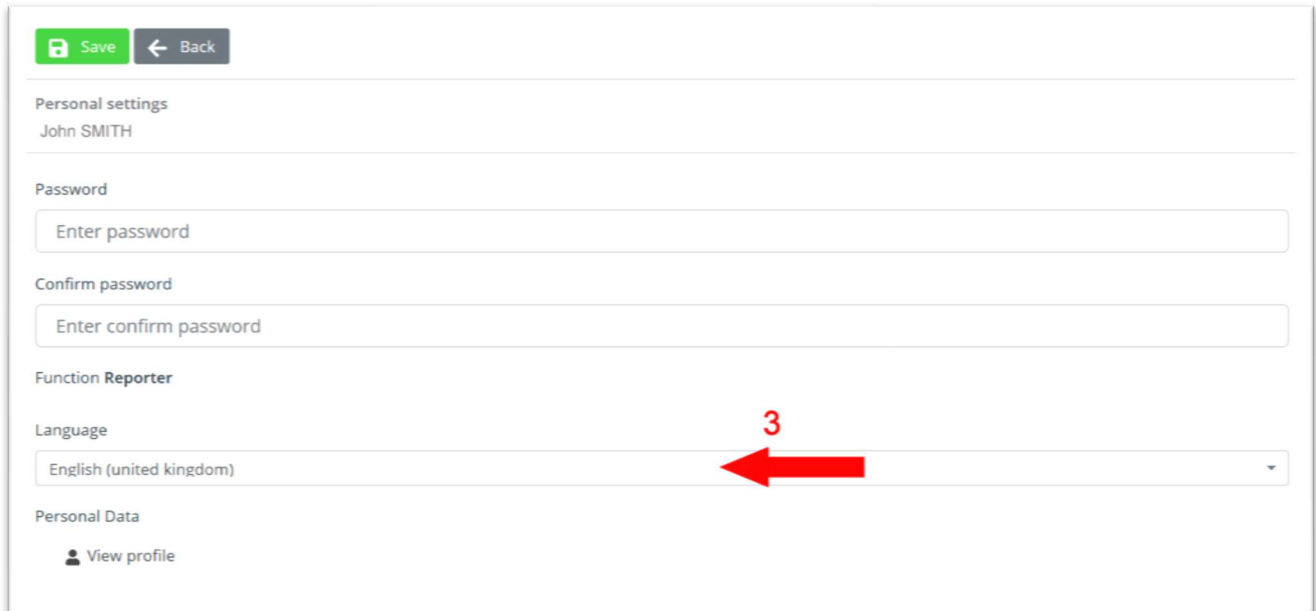 Save Back
Personal settings
John SMITH
Password
Enter password
Confirm password
Enter confirm password
Function Reporter
Language
3
English (united kingdom)
Personal Data
View profile